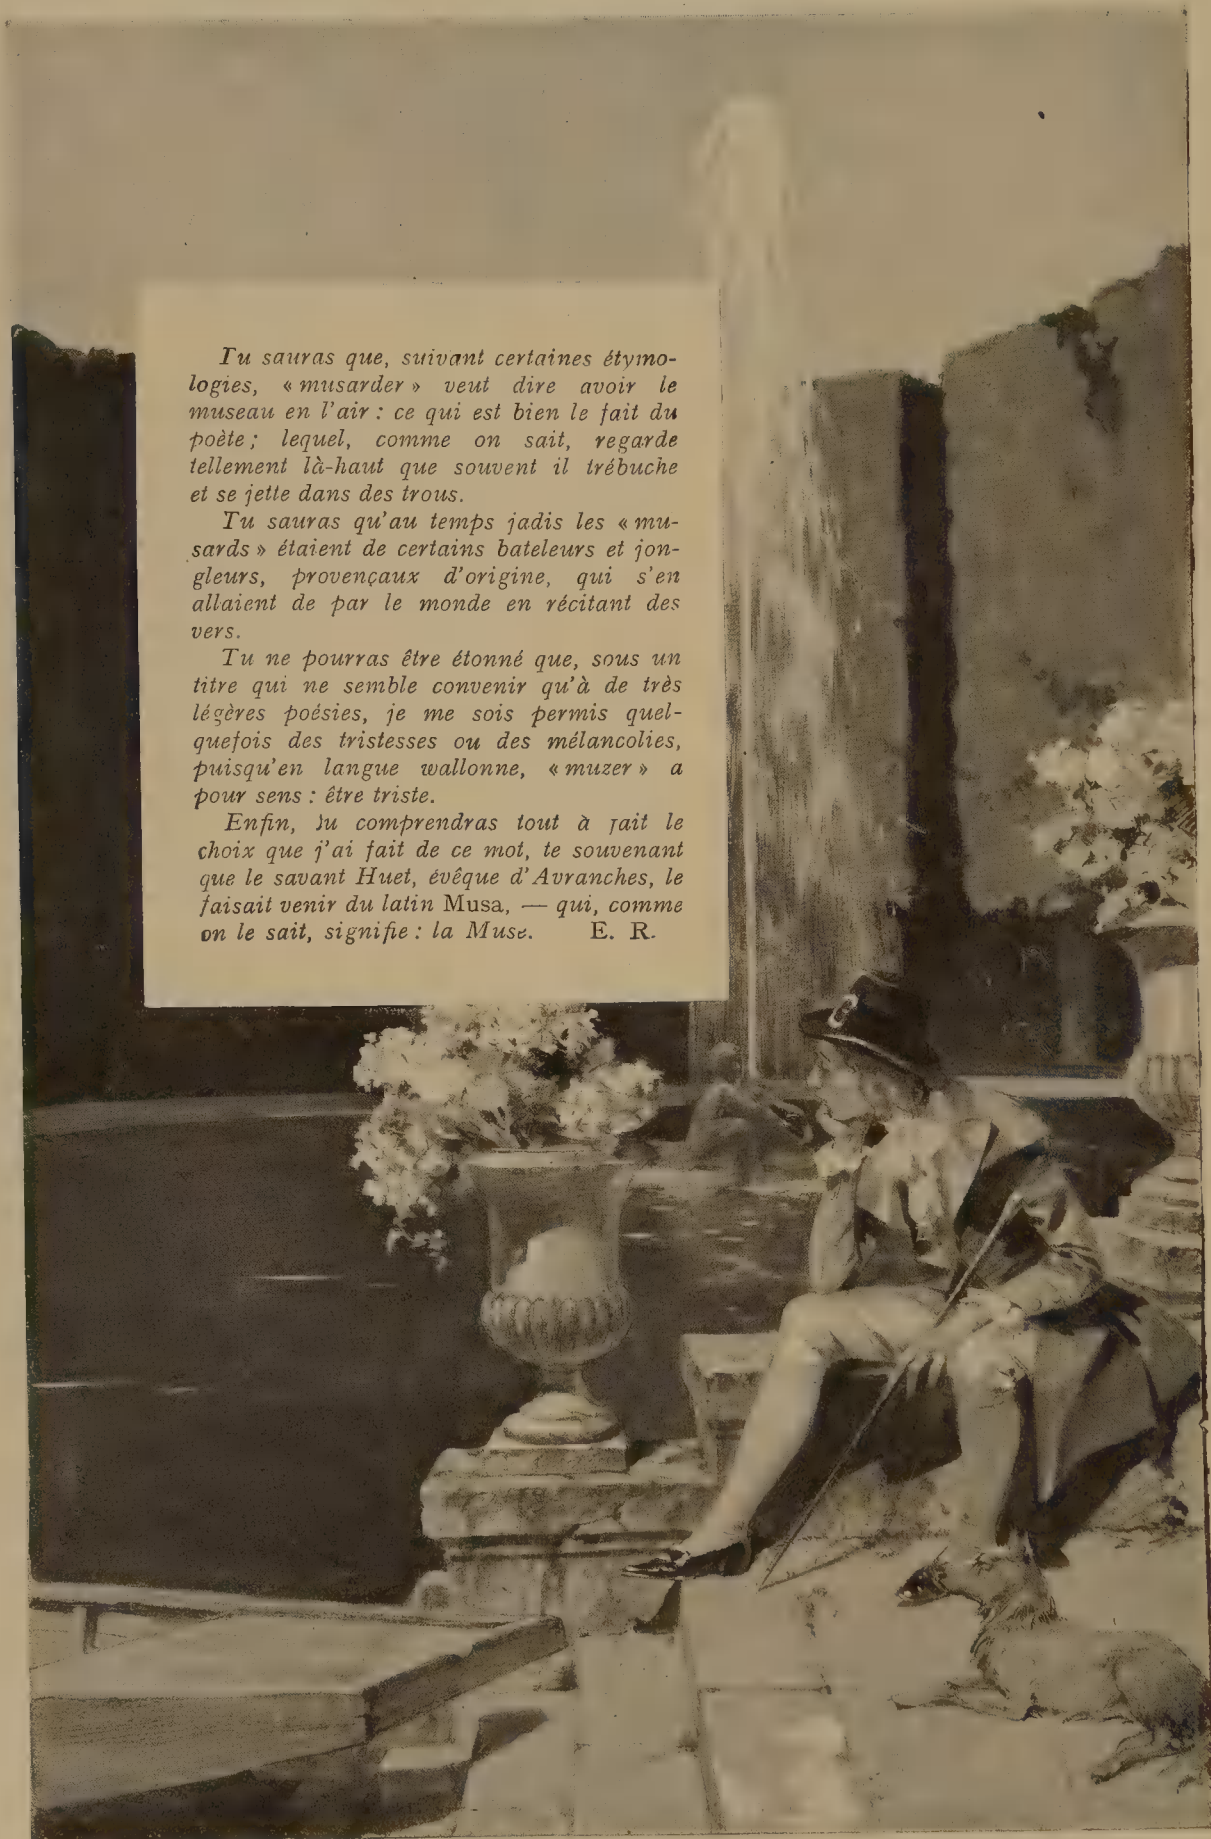 Tu sauras que, suivant certaines étymo-
logies, « musarder » veut dire avoir le
museau en l'air : ce qui est bien le fait du
poète ; lequel, comme on sait, regarde
tellement là-haut que souvent il trébuche
et se jette dans des trous.
Tu sauras qu'au temps jadis les « mu-
sards » étaient de certains bateleurs et jon-
gleurs, provençaux d'origine, qui s'en
allaient de par le monde en récitant des
vers.
Tu ne pourras être étonné que, sous un
titre qui ne semble convenir qu'à de très
légères poésies, je me sois permis quel-
quefois des tristesses ou des mélancolies,
puisqu'en langue wallonne, « muzer » a
pour sens : être triste.
Enfin, tu comprendras tout à fait le
choix que j'ai fait de ce mot, te souvenant
que le savant Huet, évêque d'Avranches, le
faisait venir du latin Musa, — qui, comme
on le sait, signifie : la Muse. E. R.